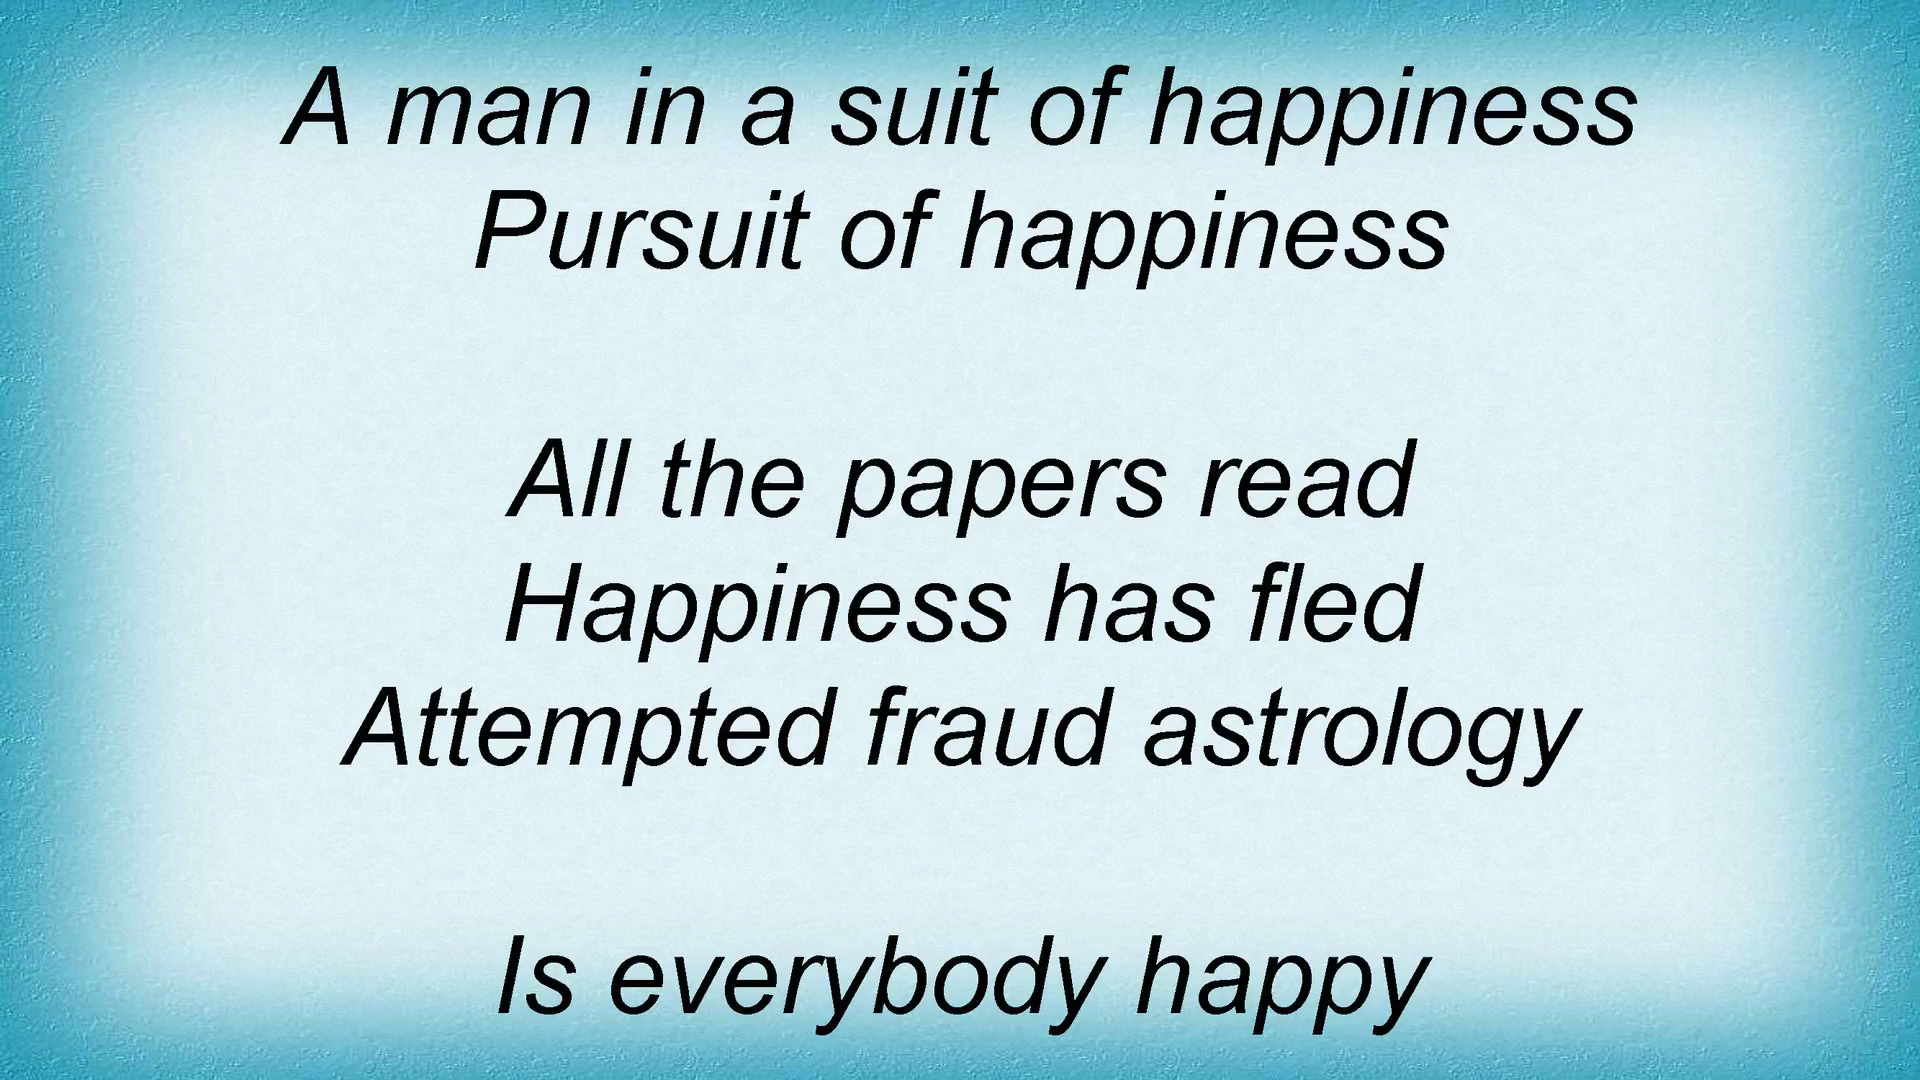 A man in a suit of happiness
Pursuit of happiness
All the papers read
Happiness has fled
Attempted fraud astrology
Is everybody happy